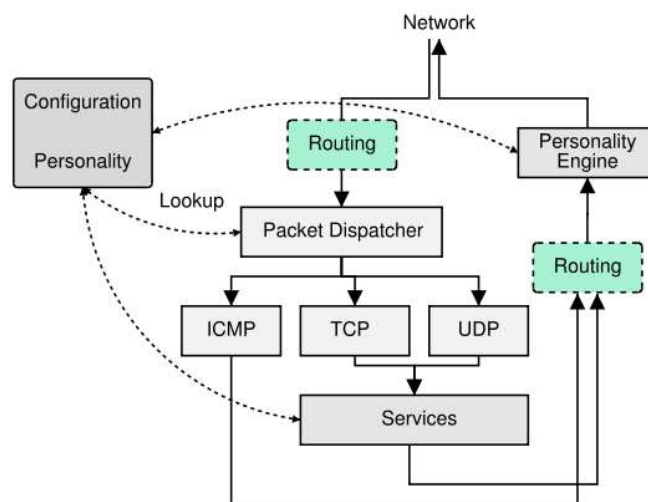 Network
Configuration
Personality
Routing
Personality
Engine
Lookup
Packet Dispatcher
Routing
ICMP
TCP
UDP
Services